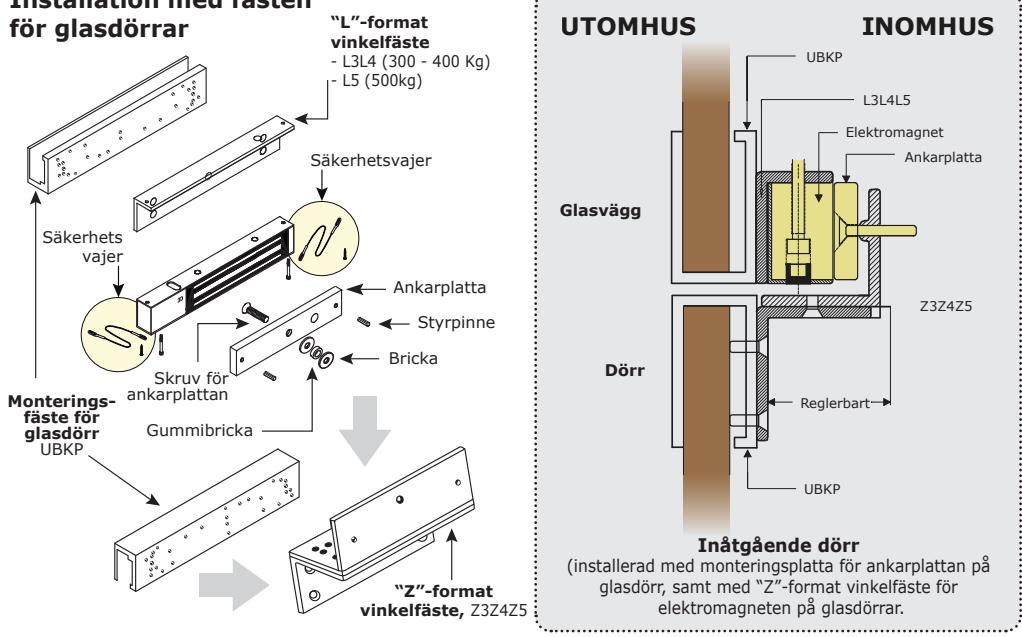 Installation med fästen
för glasdörrar
"L"-format
vinkelfäste
- L3L4 (300 - 400 Kg)
- L5 (500kg)
Säkerhetsvajer
Säkerhets
vajer
Ankarplatta
Styrpinne
Bricka
Skruv för
ankarplattan
Gummibricka
Monterings-
fäste för
glasdörr
UBKP
"Z"-format
vinkelfäste, Z3Z4Z5
UTOMHUS
INOMHUS
UBKP
L3L4L5
Elektromagnet
Ankarplatta
Glasvägg
Z3Z4Z5
Dörr
Reglerbart
UBKP
Inåtgående dörr
(installerad med monteringsplatta för ankarplattan på
glasdörr, samt med "Z"-format vinkelfäste för
elektromagneten på glasdörrar.